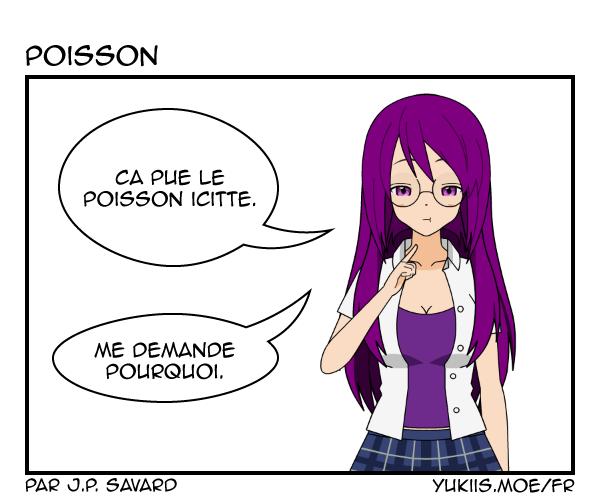 POISSON
CA PUE LE
POISSON ICITTE.
ME DEMANDE
POURQUOI.
PAR J.P. SAVARD
YUKIIS.MOE/FR